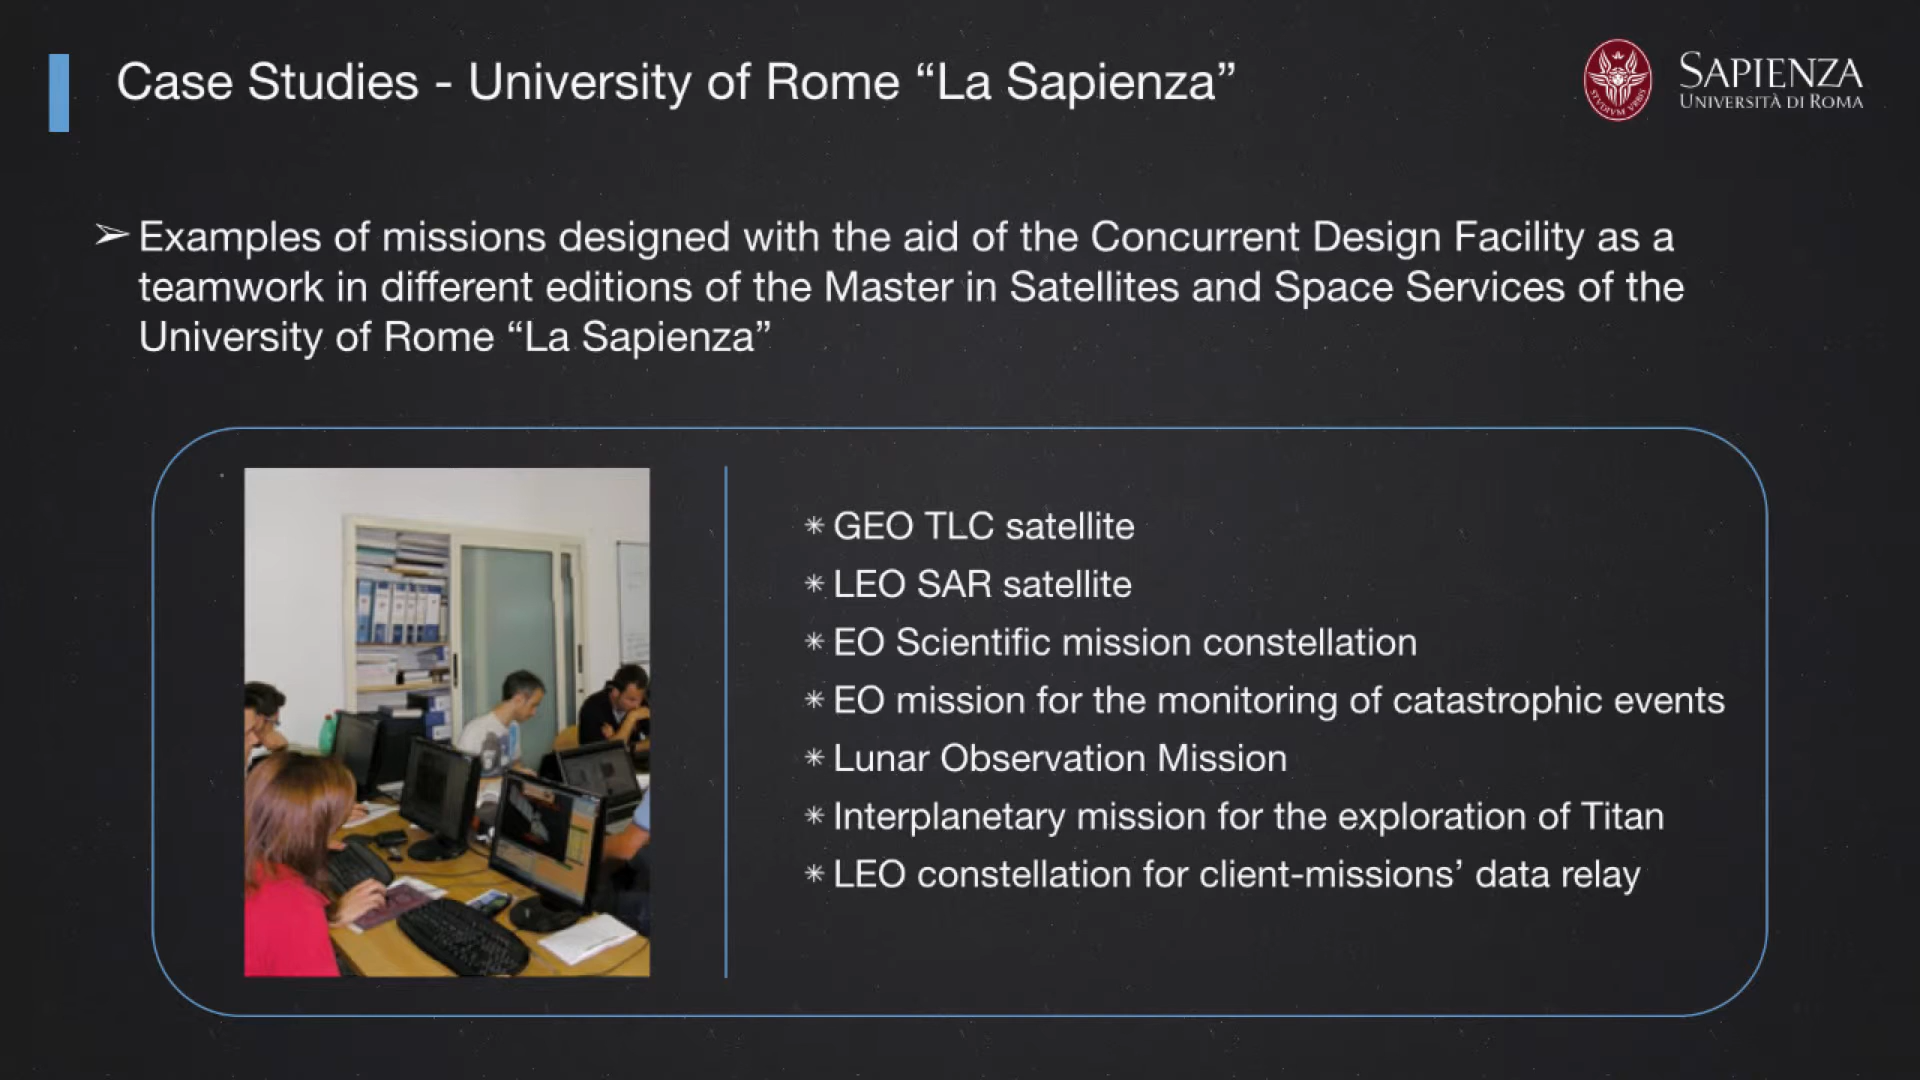 Case Studies - University of Rome “La Sapienza”
SAPIENZA
UNIVERSITÀ DI ROMA
STVDIVM VRBIS
➢ Examples of missions designed with the aid of the Concurrent Design Facility as a
teamwork in different editions of the Master in Satellites and Space Services of the
University of Rome “La Sapienza”
✳ GEO TLC satellite
✳ LEO SAR satellite
✳ EO Scientific mission constellation
✳ EO mission for the monitoring of catastrophic events
✳ Lunar Observation Mission
✳ Interplanetary mission for the exploration of Titan
✳ LEO constellation for client-missions’ data relay